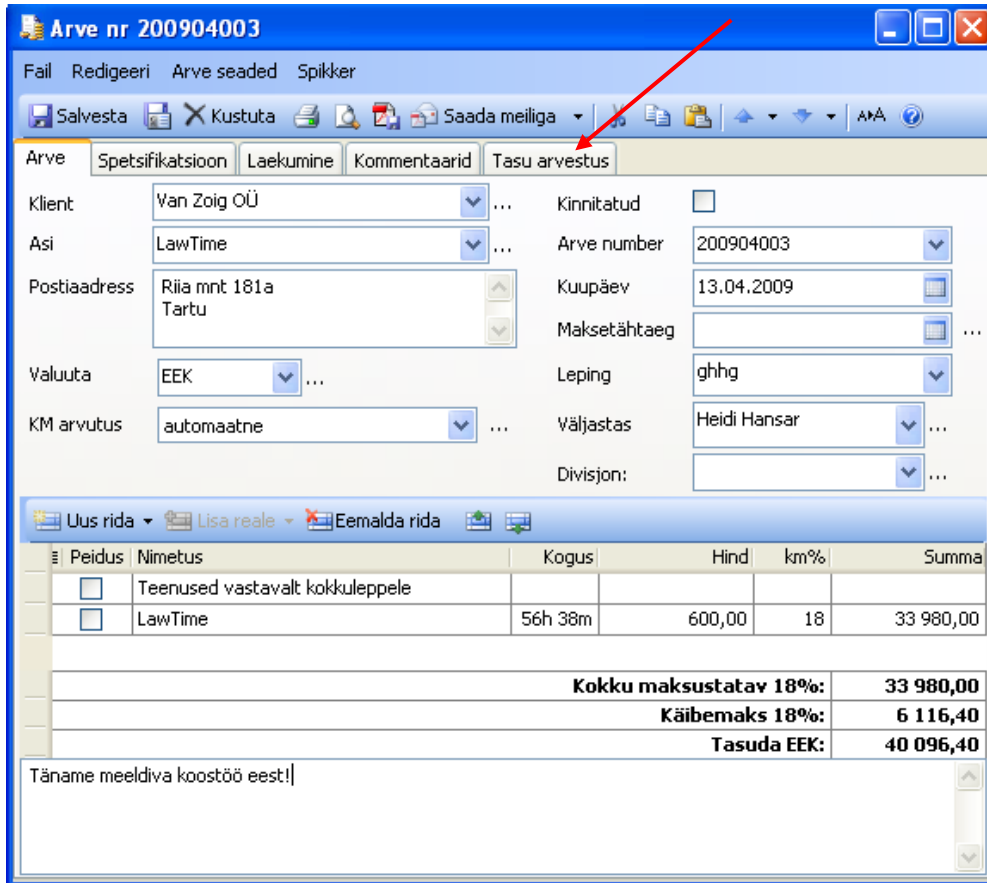 Arve nr 200904003
Fail Redigeeri Arve seaded Spikker
Salvesta Kustuta Saada meiliga
Arve Spetsifikatsioon Laekumine Kommentaarid Tasu arvestus
Klient Van Zoig OÜ ... Kinnitatud
Asi LawTime ... Arve number 200904003
Postiaadress Riia mnt 181a Kuupäev 13.04.2009
Tartu
Maksetähtaeg ...
Valuuta EEK ... Leping ghhg
KM arvutus automaatne ... Väljastas Heidi Hansar ...
Divisjon: ...
Uus rida Lisa reale Eemalda rida
Peidus Nimetus Kogus Hind km% Summa
Teenused vastavalt kokkuleppele
LawTime 56h 38m 600,00 18 33 980,00
Kokku maksustatav 18%: 33 980,00
Käibemaks 18%: 6 116,40
Tasuda EEK: 40 096,40
Täname meeldiva koostöö eest!